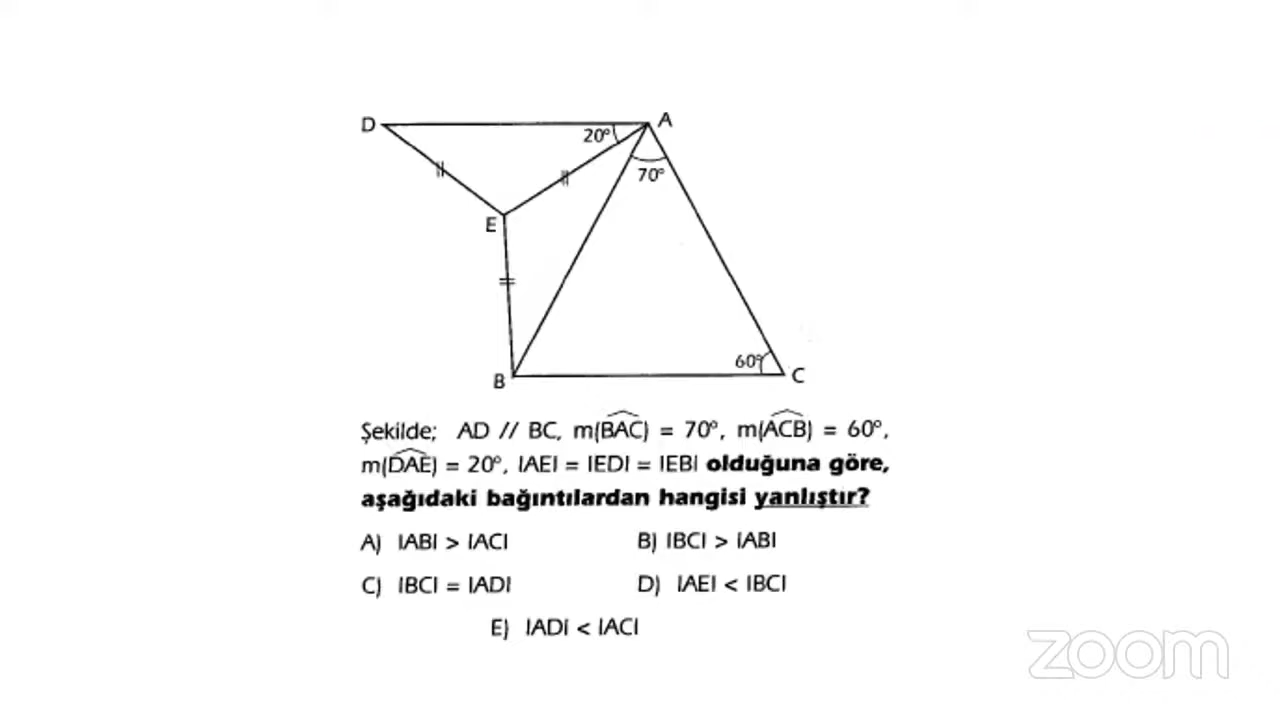 D
A
20°
70°
E
B
60°
C
Şekilde; AD // BC, m(BAC) = 70°, m(ACB) = 60°,
m(DAE) = 20°, IAEI = IEDI = IEBI olduğuna göre,
aşağıdaki bağıntılardan hangisi yanlıştır?
A) IABI > IACI B) IBCI > IABI
C) IBCI = IADI D) IAEI < IBCI
E) IADI < IACI
zoom